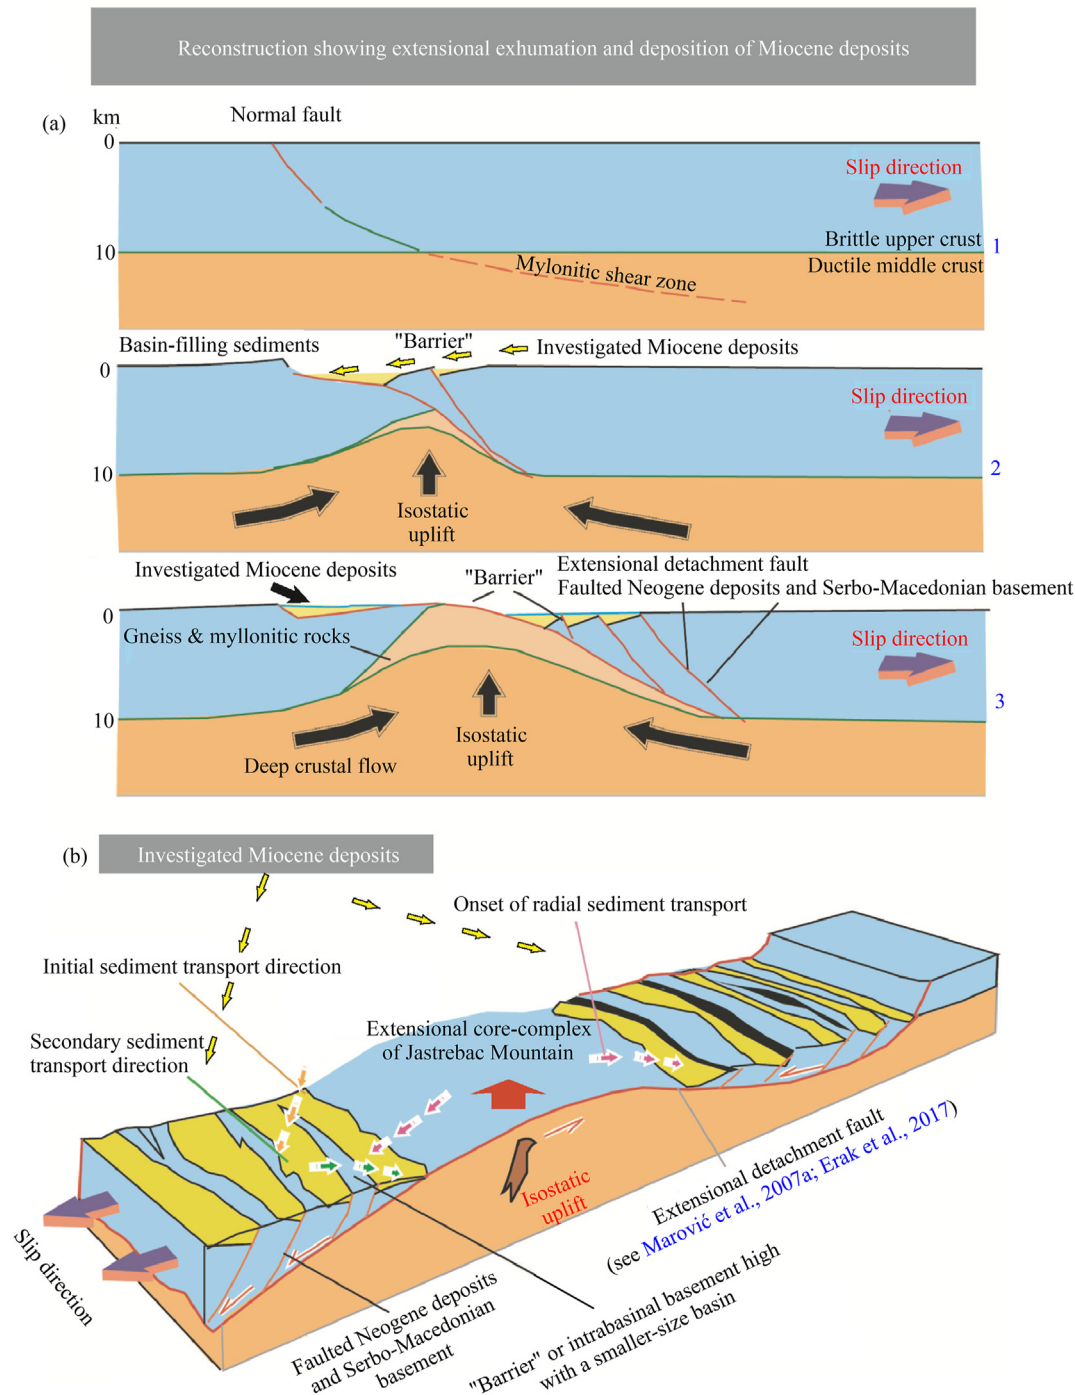 Reconstruction showing extensional exhumation and deposition of Miocene deposits
(a)
km
Normal fault
0
Slip direction
Brittle upper crust
1
10
Ductile middle crust
Mylonitic shear zone
Basin-filling sediments
"Barrier"
Investigated Miocene deposits
0
Slip direction
2
10
Isostatic
uplift
Investigated Miocene deposits
"Barrier"
Extensional detachment fault
Faulted Neogene deposits and Serbo-Macedonian basement
0
Gneiss & myllonitic rocks
Slip direction
3
10
Isostatic
uplift
Deep crustal flow
(b)
Investigated Miocene deposits
Onset of radial sediment transport
Initial sediment transport direction
Extensional core-complex
of Jastrebac Mountain
Secondary sediment
transport direction
Isostatic
uplift
Extensional detachment fault
(see Marović et al., 2007a; Erak et al., 2017)
Slip direction
Faulted Neogene deposits
and Serbo-Macedonian
basement
"Barrier" or intrabasinal basement high
with a smaller-size basin